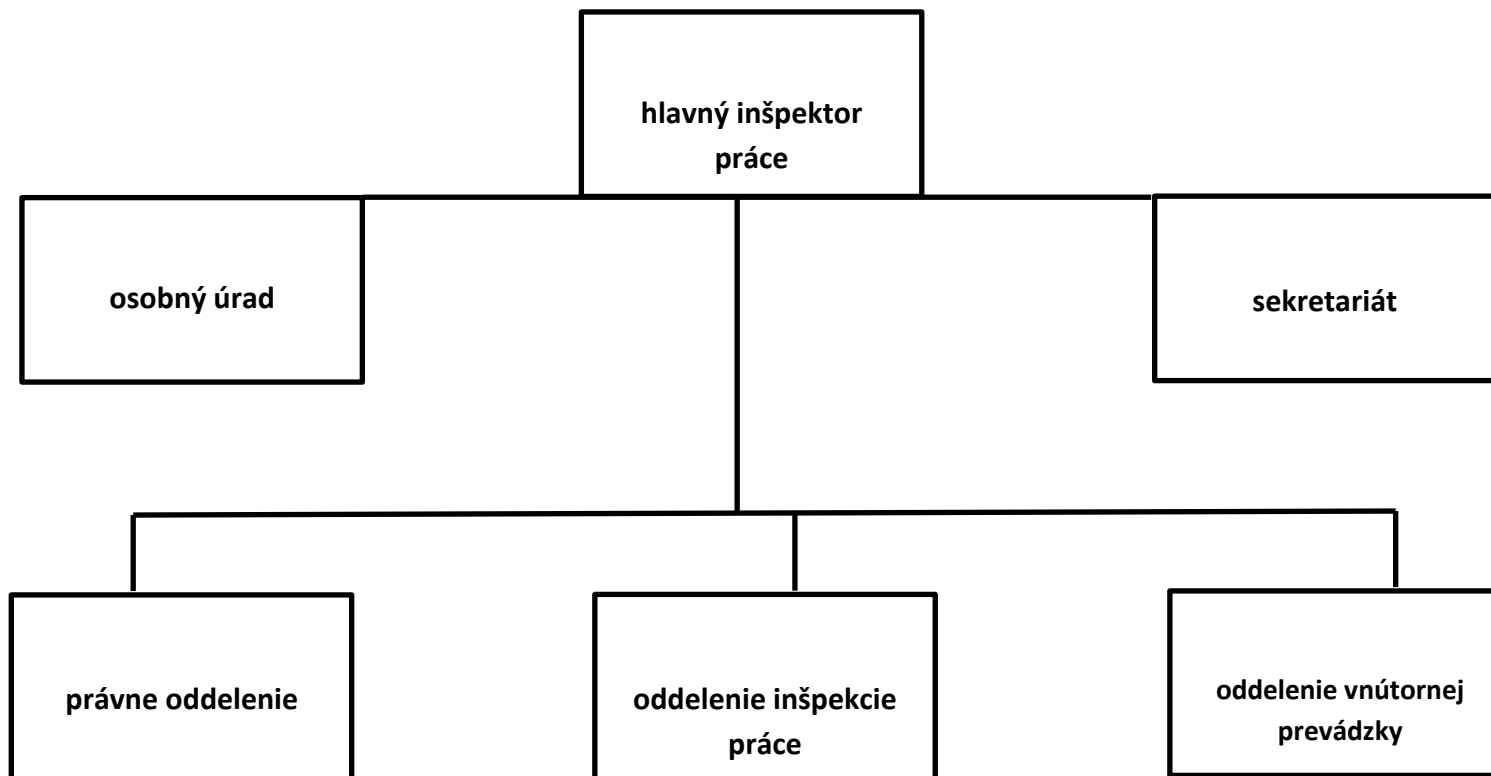 hlavný inšpektor
práce
osobný úrad
sekretariát
právne oddelenie
oddelenie inšpekcie
práce
oddelenie vnútornej
prevádzky